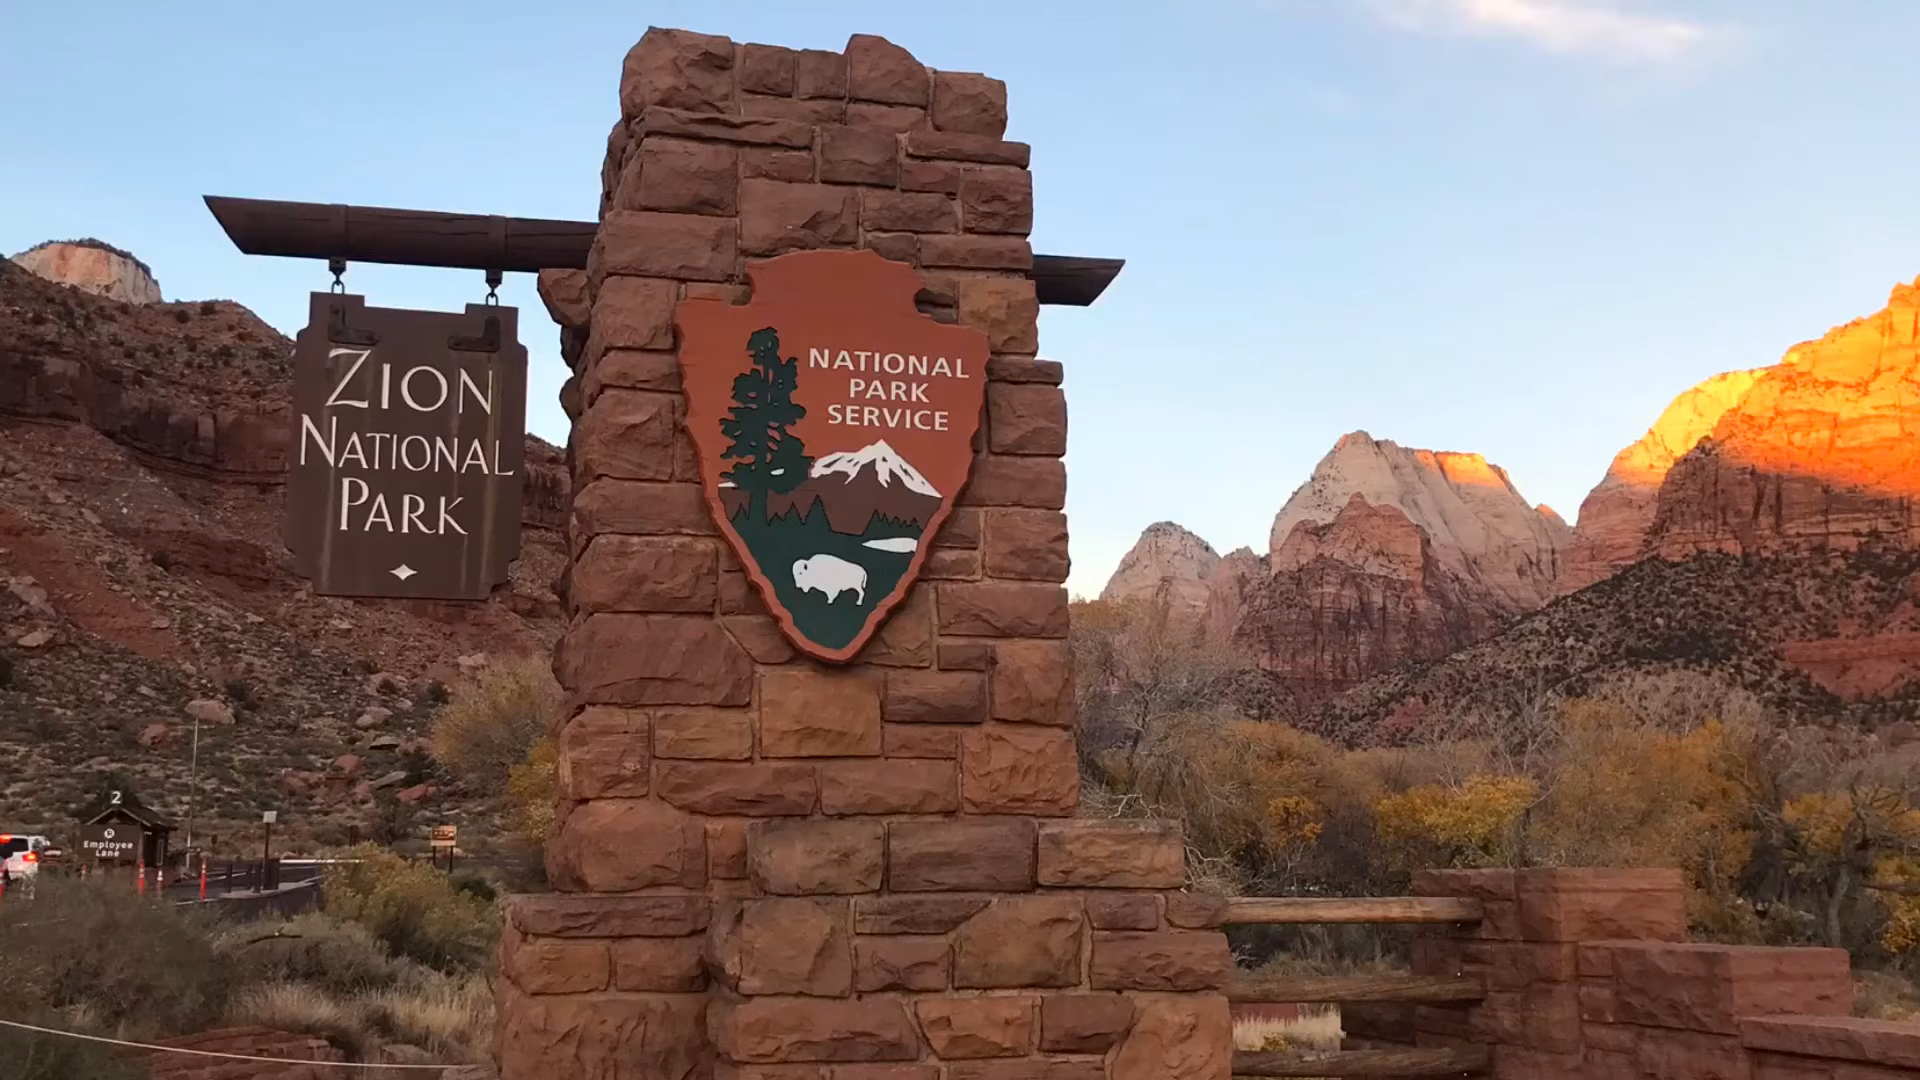 ZION
NATIONAL
PARK
NATIONAL
PARK
SERVICE
2
Employee
Lane